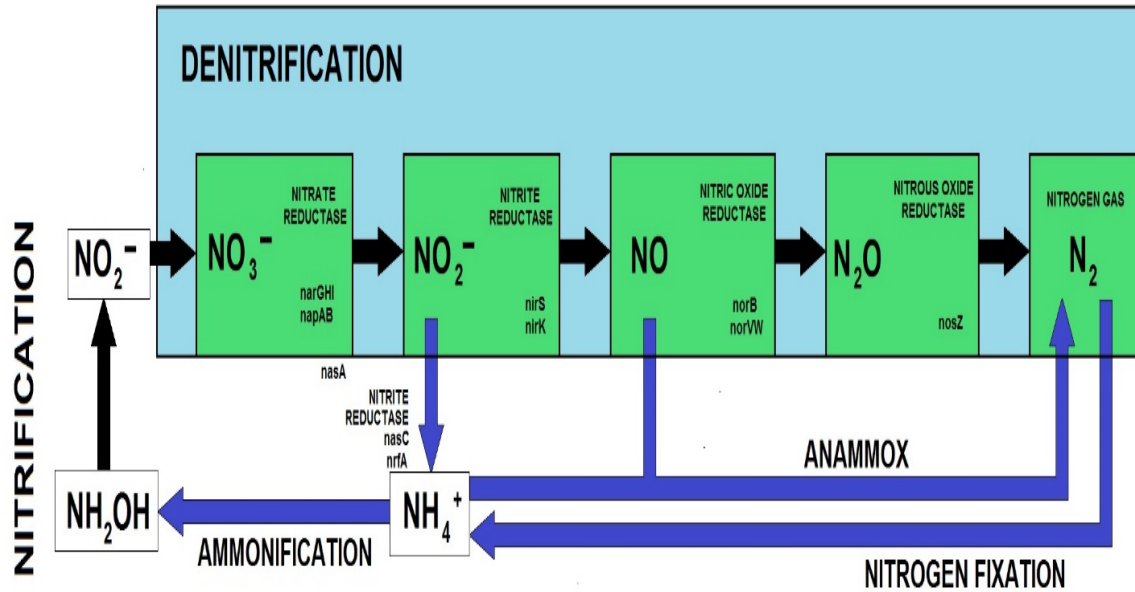 DENITRIFICATION
NITRIFICATION
NO₂⁻
NO₃⁻
NITRATE
REDUCTASE
narGHI
napAB
NO₂⁻
NITRITE
REDUCTASE
nirS
nirK
NO
NITRIC OXIDE
REDUCTASE
norB
norVW
N₂O
NITROUS OXIDE
REDUCTASE
nosZ
NITROGEN GAS
N₂
nasA
NITRITE
REDUCTASE
nasC
nrfA
NH₂OH
AMMONIFICATION
NH₄⁺
ANAMMOX
NITROGEN FIXATION